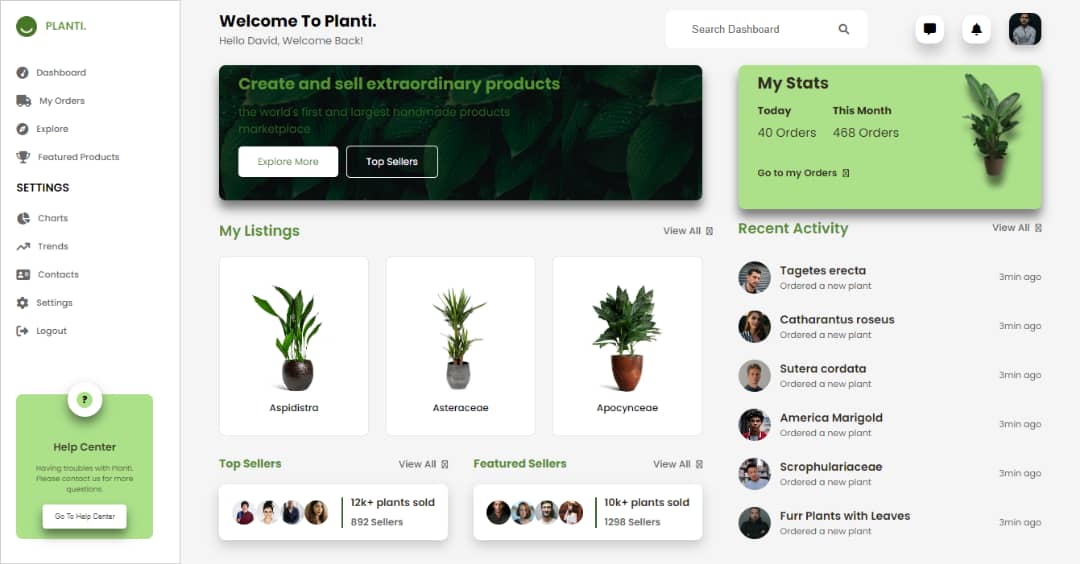 PLANTI.
Dashboard
My Orders
Explore
Featured Products
SETTINGS
Charts
Trends
Contacts
Settings
Logout
?
Help Center
Having troubles with Planti.
Please contact us for more
questions.
Go To Help Center
Welcome To Planti.
Hello David, Welcome Back!
Search Dashboard
Create and sell extraordinary products
the world's first and largest handmade products
marketplace
Explore More
Top Sellers
My Stats
Today
This Month
40 Orders
468 Orders
Go to my Orders
My Listings
View All
Aspidistra
Asteraceae
Apocynceae
Top Sellers
View All
12k+ plants sold
892 Sellers
Featured Sellers
View All
10k+ plants sold
1298 Sellers
Recent Activity
View All
Tagetes erecta
Ordered a new plant
3min ago
Catharantus roseus
Ordered a new plant
3min ago
Sutera cordata
Ordered a new plant
3min ago
America Marigold
Ordered a new plant
3min ago
Scrophulariaceae
Ordered a new plant
3min ago
Furr Plants with Leaves
Ordered a new plant
3min ago